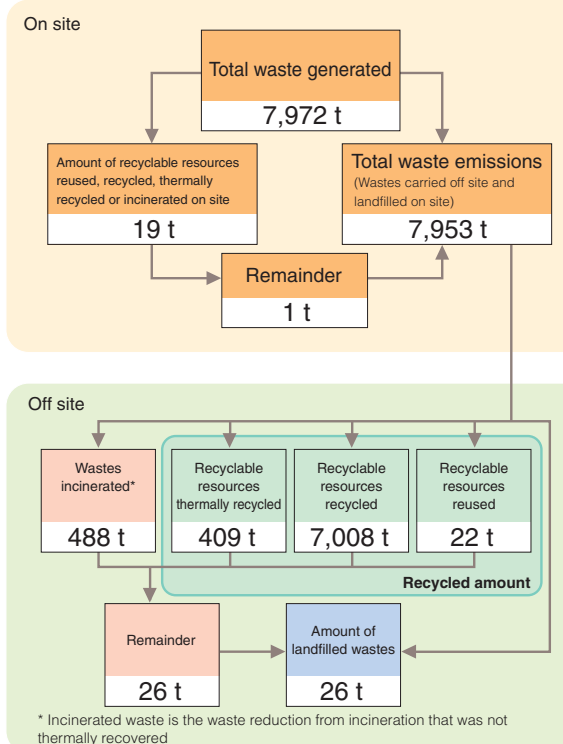 On site
Total waste generated
7,972 t
Amount of recyclable resources
reused, recycled, thermally
recycled or incinerated on site
19 t
Total waste emissions
(Wastes carried off site and
landfilled on site)
7,953 t
Remainder
1 t
Off site
Wastes
incinerated*
488 t
Recyclable
resources
thermally recycled
409 t
Recyclable
resources
recycled
7,008 t
Recyclable
resources
reused
22 t
Recycled amount
Remainder
26 t
Amount of
landfilled wastes
26 t
* Incinerated waste is the waste reduction from incineration that was not
thermally recovered